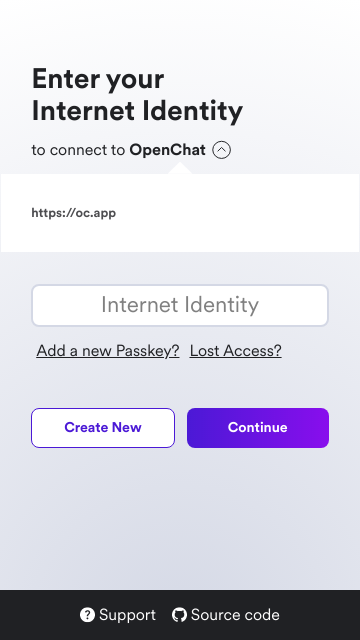 Enter your
Internet Identity
to connect to OpenChat
https://oc.app
Internet Identity
Add a new Passkey? Lost Access?
Create New Continue
Support Source code